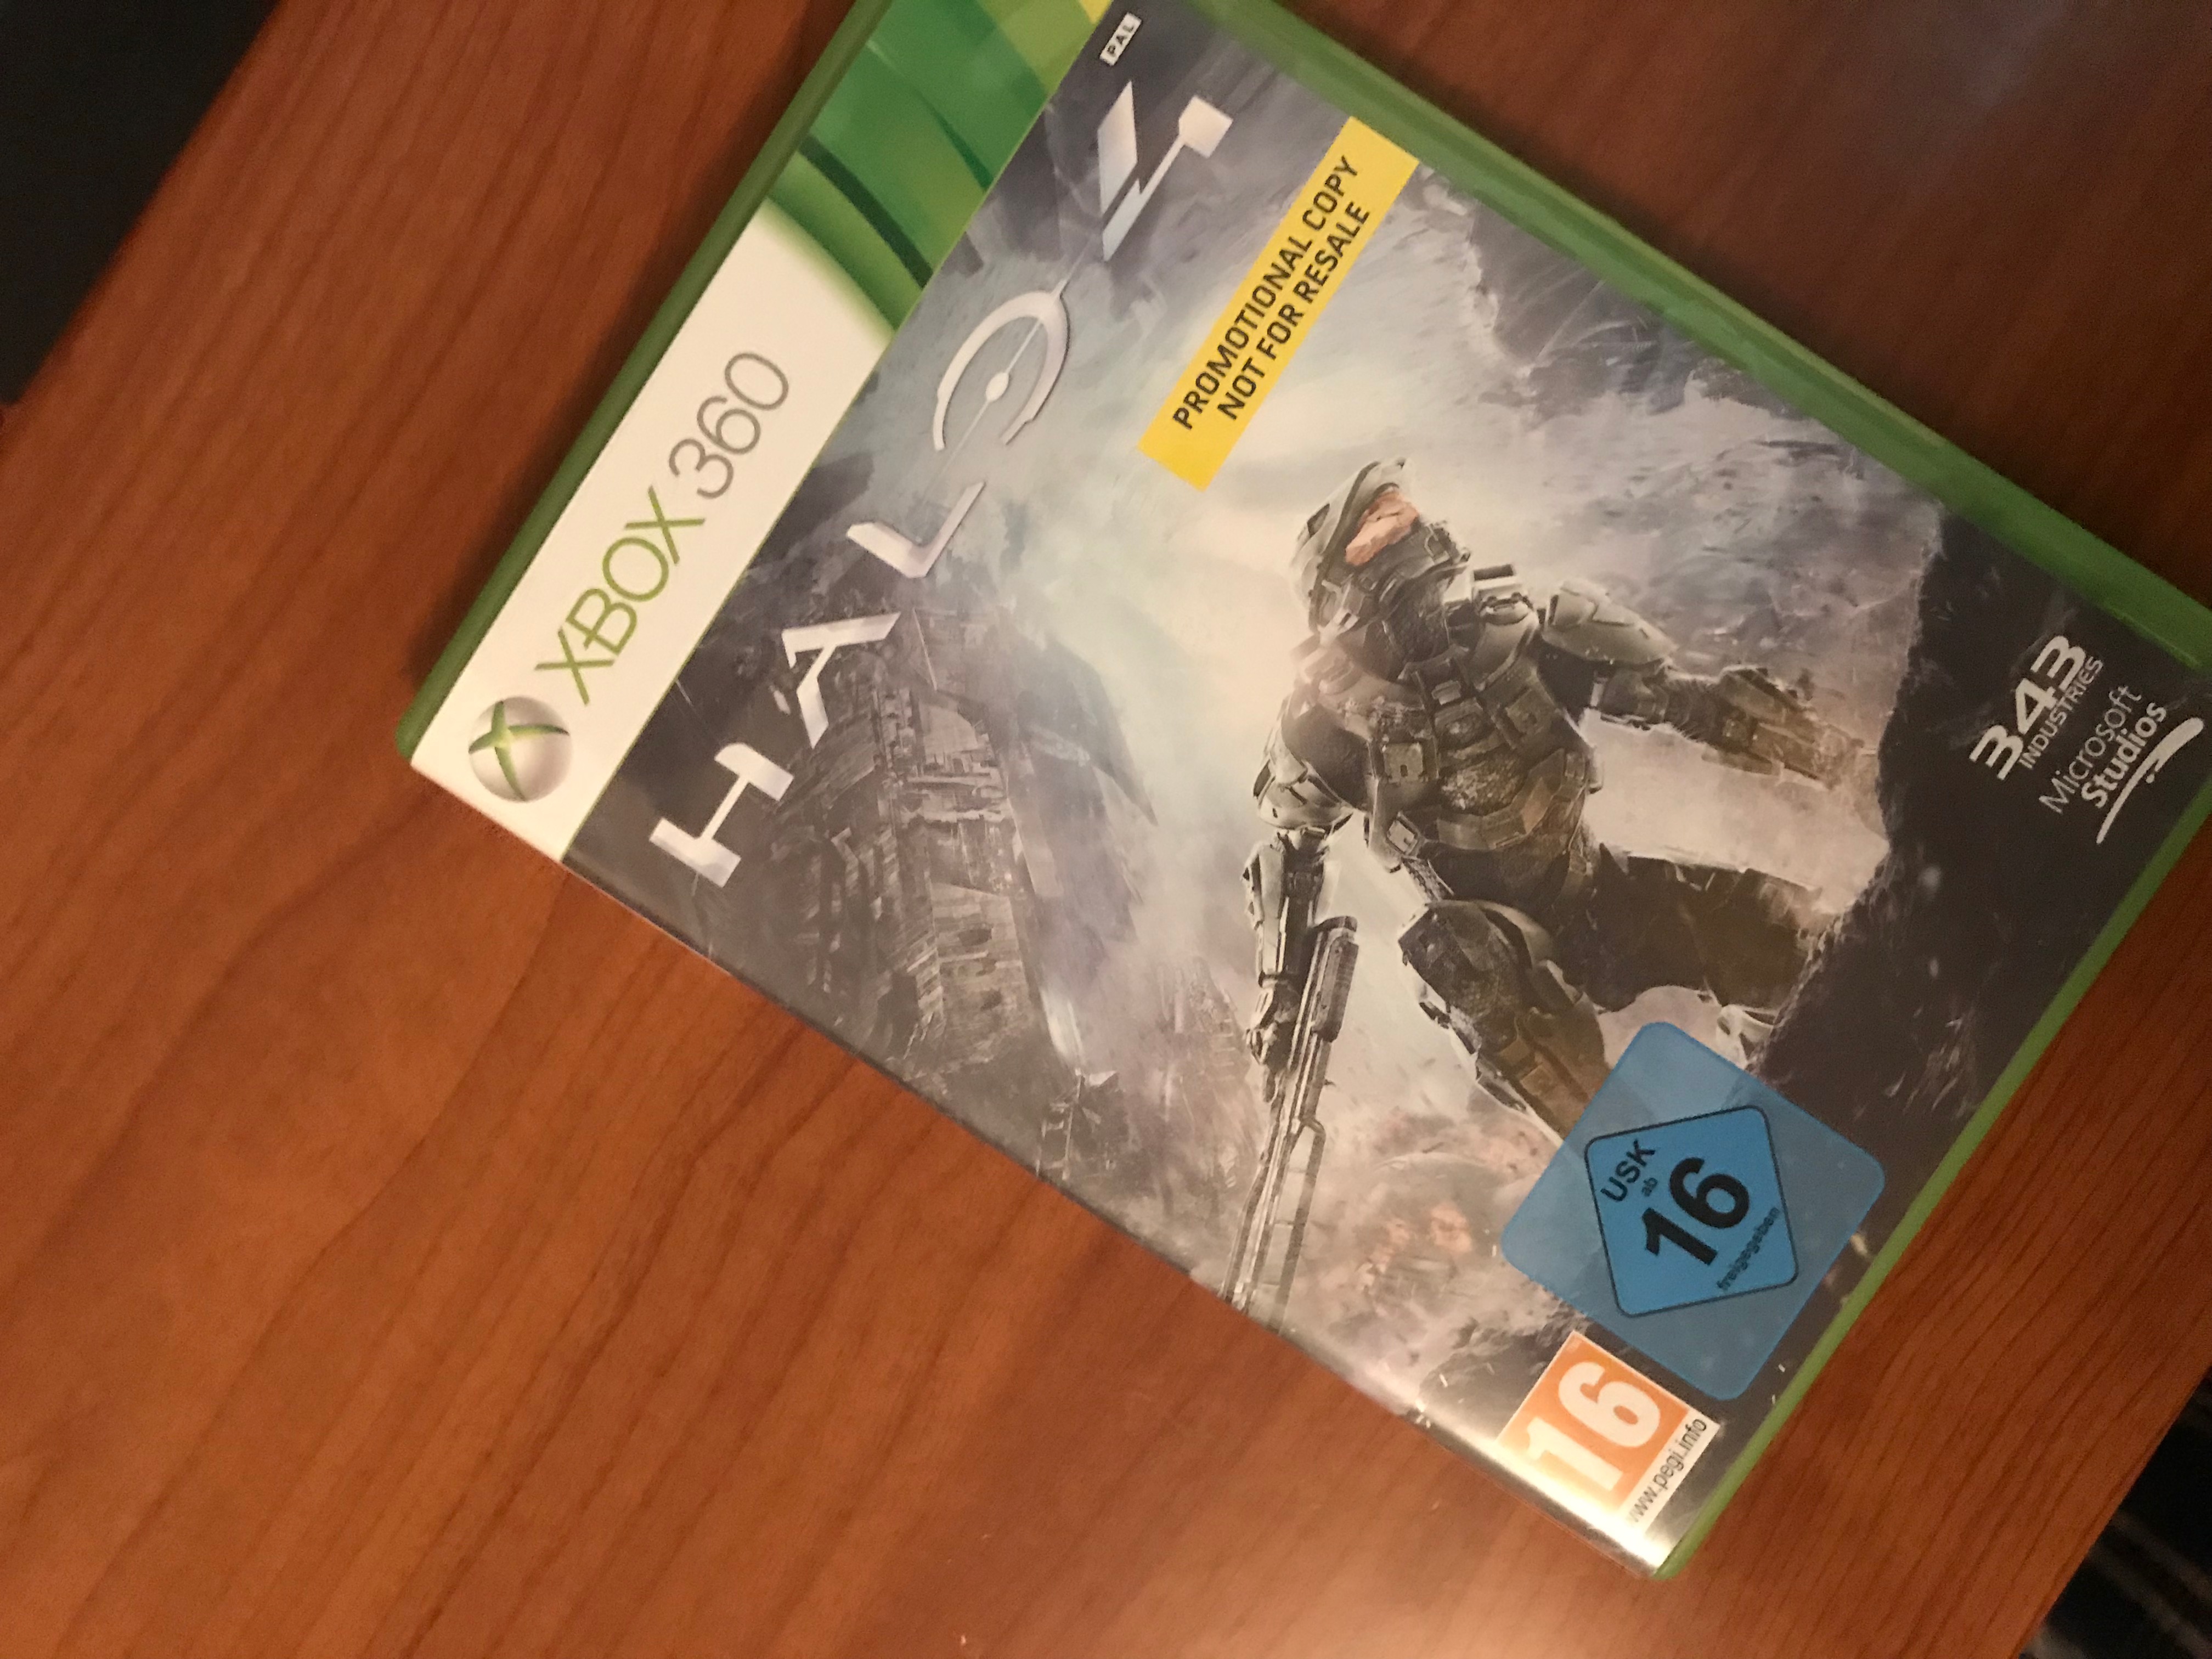 XBOX 360
HALO 4
PAL
PROMOTIONAL COPY
NOT FOR RESALE
16
www.pegi.info
USK
ab
16
freigegeben
343
INDUSTRIES
Microsoft
Studios